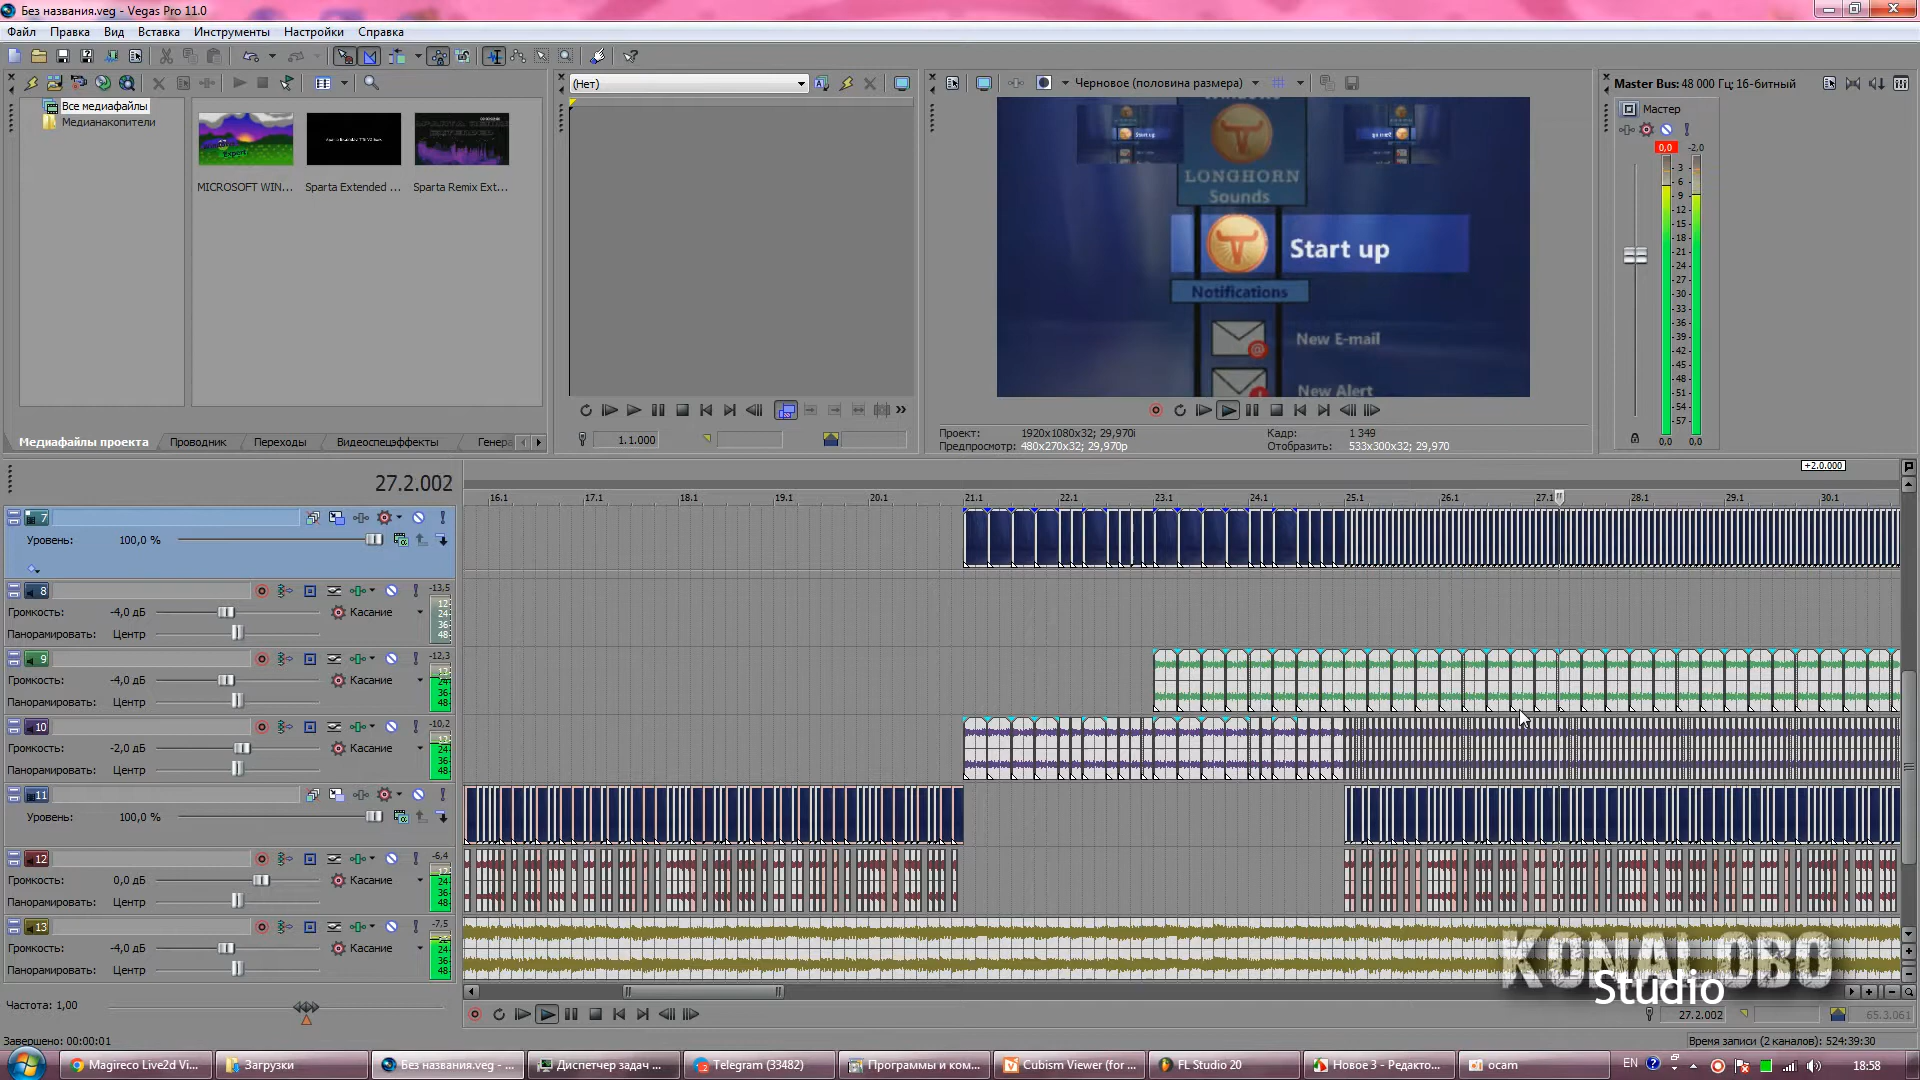 Без названия.veg - Vegas Pro 11.0
Файл Правка Вид Вставка Инструменты Настройки Справка
Все медиафайлы
Медианакопители
MICROSOFT WIN... Sparta Extended ... Sparta Remix Ext...
Медиафайлы проекта Проводник Переходы Видеоспецэффекты Генера
(Нет)
1.1.000
Черновое (половина размера)
LONGHORN
Sounds
Start up
Notifications
New E-mail
New Alert
Проект: 1920x1080x32; 29,970i
Предпросмотр: 480x270x32; 29,970p
Кадр: 1 349
Отобразить: 533x300x32; 29,970
Master Bus: 48 000 Гц; 16-битный
Мастер
0,0 -2,0
- 3 -
- 6 -
- 9 -
-12-
-15-
-18-
-21-
-24-
-27-
-30-
-33-
-36-
-39-
-42-
-45-
-48-
-51-
-54-
-57-
0,0 0,0
27.2.002
+2.0.000
16.1 17.1 18.1 19.1 20.1 21.1 22.1 23.1 24.1 25.1 26.1 27.1 28.1 29.1 30.1
7
Уровень: 100,0 %
8 -13,5
Громкость: -4,0 дБ Касание
Панорамировать: Центр
12
24
36
48
9 -12,3
Громкость: -4,0 дБ Касание
Панорамировать: Центр
12
24
36
48
10 -10,2
Громкость: -2,0 дБ Касание
Панорамировать: Центр
12
24
36
48
11
Уровень: 100,0 %
12 -6,4
Громкость: 0,0 дБ Касание
Панорамировать: Центр
12
24
36
48
13 -7,5
Громкость: -4,0 дБ Касание
Панорамировать: Центр
12
24
36
48
Частота: 1,00
KONALOBO
Studio
27.2.002 65.3.061
Завершено: 00:00:01
Время записи (2 каналов): 524:39:30
Magireco Live2d Vi... Загрузки Без названия.veg - ... Диспетчер задач ... Telegram (33482) Программы и ком... Cubism Viewer (for ... FL Studio 20 Новое 3 - Редакто... ocam EN 18:58